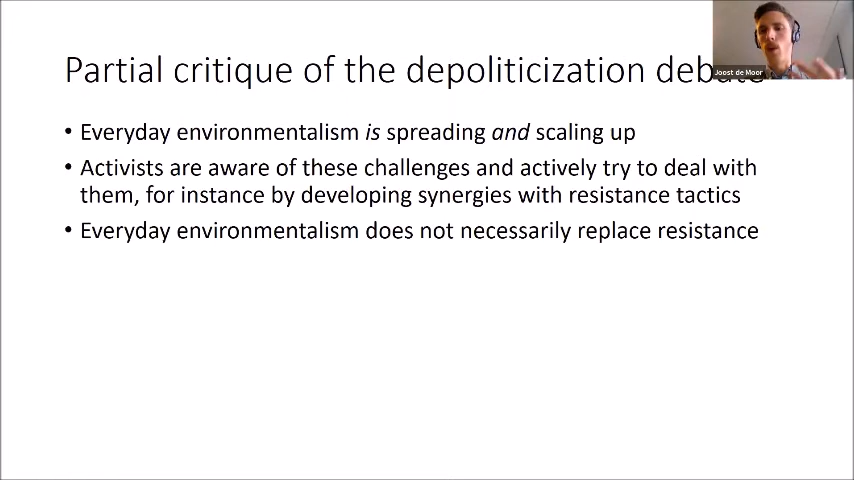 Partial critique of the depoliticization debate
Joost de Moor
• Everyday environmentalism is spreading and scaling up
• Activists are aware of these challenges and actively try to deal with
them, for instance by developing synergies with resistance tactics
• Everyday environmentalism does not necessarily replace resistance